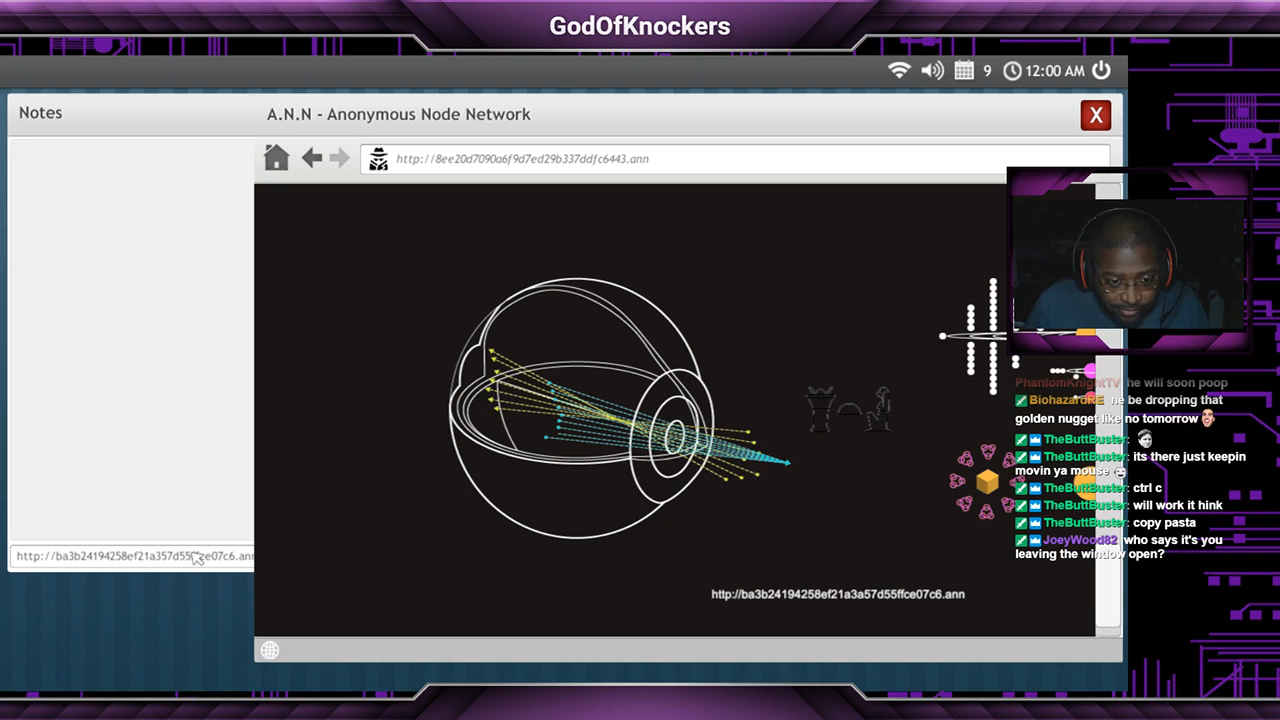 GodOfKnockers
9 12:00 AM
Notes
A.N.N - Anonymous Node Network
X
http://8ee20d7090a6f9d7ed29b337ddfc6443.ann
PhantomKnightTV he will soon poop
BiohazardRE he be dropping that
golden nugget like no tomorrow
TheButtBuster:
TheButtBuster: its there just keepin
movin ya mouse
TheButtBuster: ctrl c
TheButtBuster: will work it hink
TheButtBuster: copy pasta
JoeyWood82 who says it's you
leaving the window open?
http://ba3b24194258ef21a3a57d55ffce07c6.ann